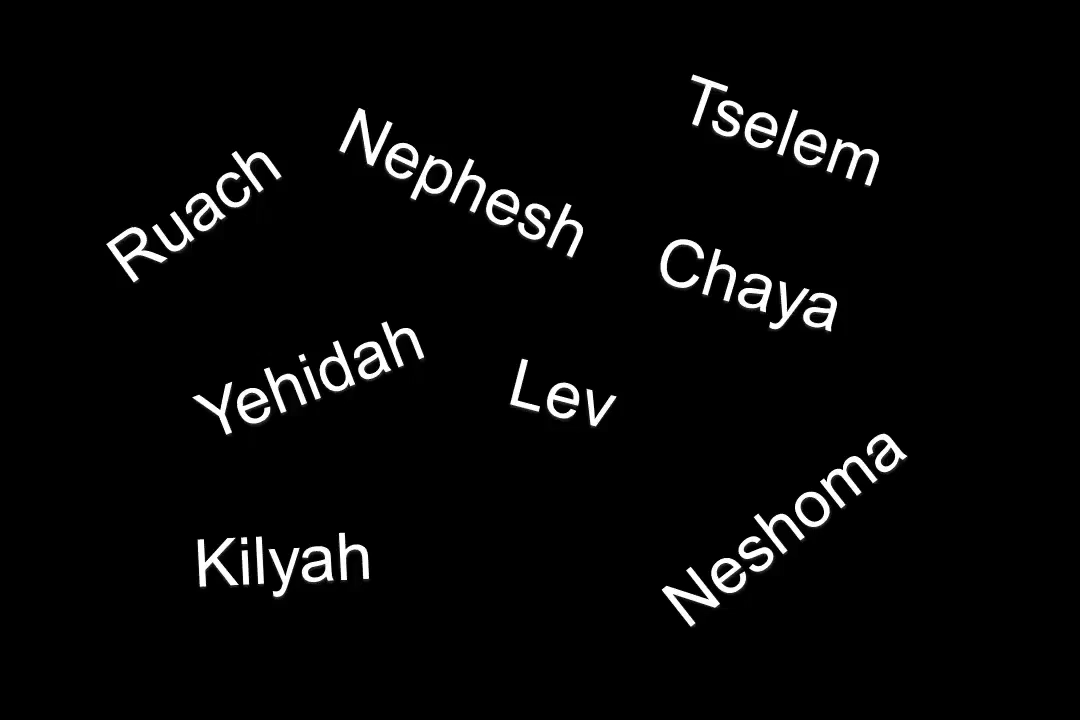 Tselem
Nephesh
Ruach
Chaya
Yehidah
Lev
Neshoma
Kilyah